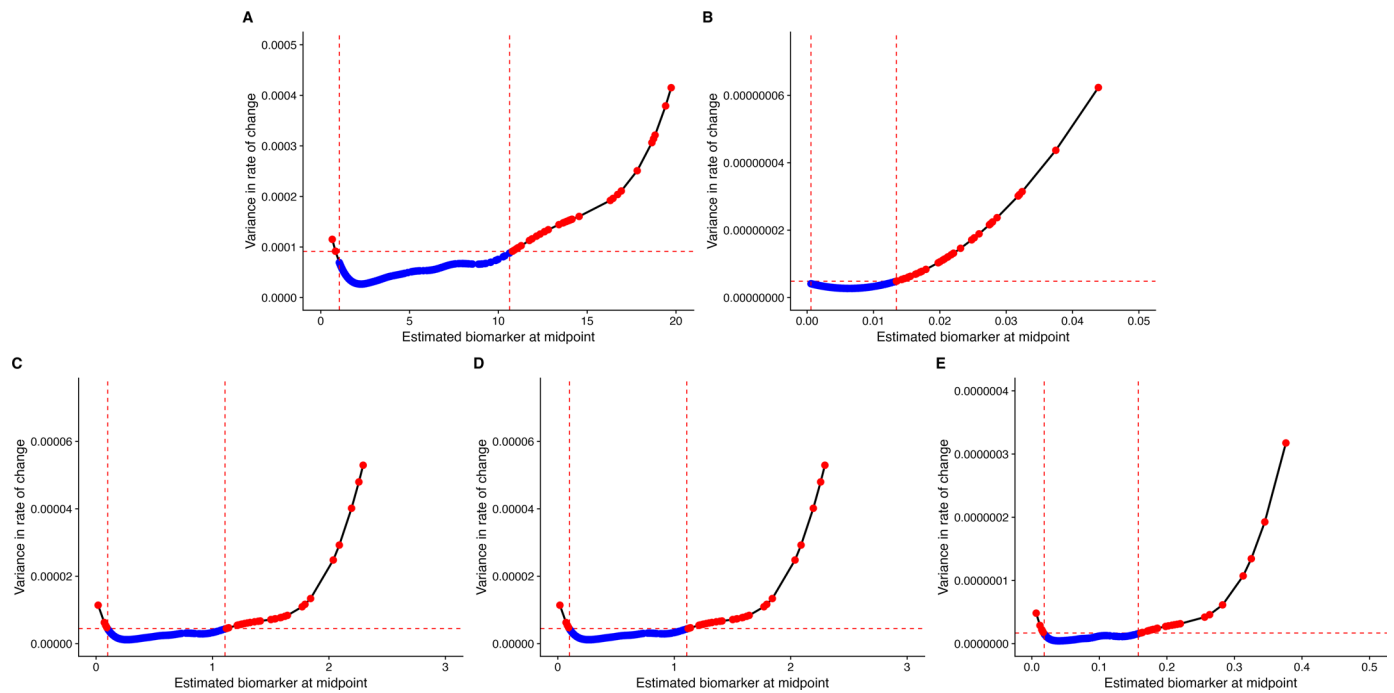 A
Variance in rate of change
0.0005
0.0004
0.0003
0.0002
0.0001
0.0000
0 5 10 15 20
Estimated biomarker at midpoint
B
Variance in rate of change
0.00000006
0.00000004
0.00000002
0.00000000
0.00 0.01 0.02 0.03 0.04 0.05
Estimated biomarker at midpoint
C
Variance in rate of change
0.00006
0.00004
0.00002
0.00000
0 1 2 3
Estimated biomarker at midpoint
D
Variance in rate of change
0.00006
0.00004
0.00002
0.00000
0 1 2 3
Estimated biomarker at midpoint
E
Variance in rate of change
0.0000004
0.0000003
0.0000002
0.0000001
0.0000000
0.0 0.1 0.2 0.3 0.4 0.5
Estimated biomarker at midpoint